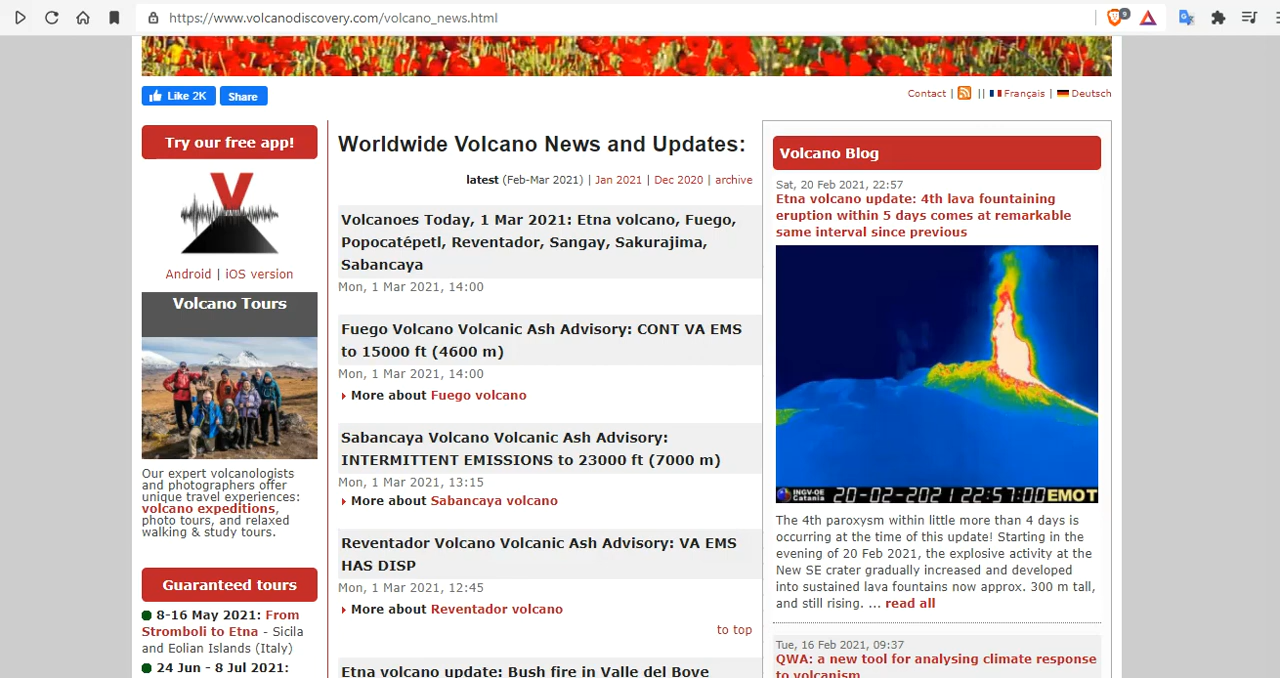 https://www.volcanodiscovery.com/volcano_news.html
9
Like 2K Share
Contact | || Français | Deutsch
Try our free app!
Android | iOS version
Volcano Tours
Our expert volcanologists
and photographers offer
unique travel experiences:
volcano expeditions,
photo tours, and relaxed
walking & study tours.
Guaranteed tours
8-16 May 2021: From
Stromboli to Etna - Sicila
and Eolian Islands (Italy)
24 Jun - 8 Jul 2021:
Worldwide Volcano News and Updates:
latest (Feb-Mar 2021) | Jan 2021 | Dec 2020 | archive
Volcanoes Today, 1 Mar 2021: Etna volcano, Fuego,
Popocatépetl, Reventador, Sangay, Sakurajima,
Sabancaya
Mon, 1 Mar 2021, 14:00
Fuego Volcano Volcanic Ash Advisory: CONT VA EMS
to 15000 ft (4600 m)
Mon, 1 Mar 2021, 14:00
More about Fuego volcano
Sabancaya Volcano Volcanic Ash Advisory:
INTERMITTENT EMISSIONS to 23000 ft (7000 m)
Mon, 1 Mar 2021, 13:15
More about Sabancaya volcano
Reventador Volcano Volcanic Ash Advisory: VA EMS
HAS DISP
Mon, 1 Mar 2021, 12:45
More about Reventador volcano
to top
Etna volcano update: Bush fire in Valle del Bove
Volcano Blog
Sat, 20 Feb 2021, 22:57
Etna volcano update: 4th lava fountaining
eruption within 5 days comes at remarkable
same interval since previous
INGV-OE
Catania 20-02-2021 22:57:00 EMOT
The 4th paroxysm within little more than 4 days is
occurring at the time of this update! Starting in the
evening of 20 Feb 2021, the explosive activity at the
New SE crater gradually increased and developed
into sustained lava fountains now approx. 300 m tall,
and still rising. ... read all
Tue, 16 Feb 2021, 09:37
QWA: a new tool for analysing climate response
to volcanism